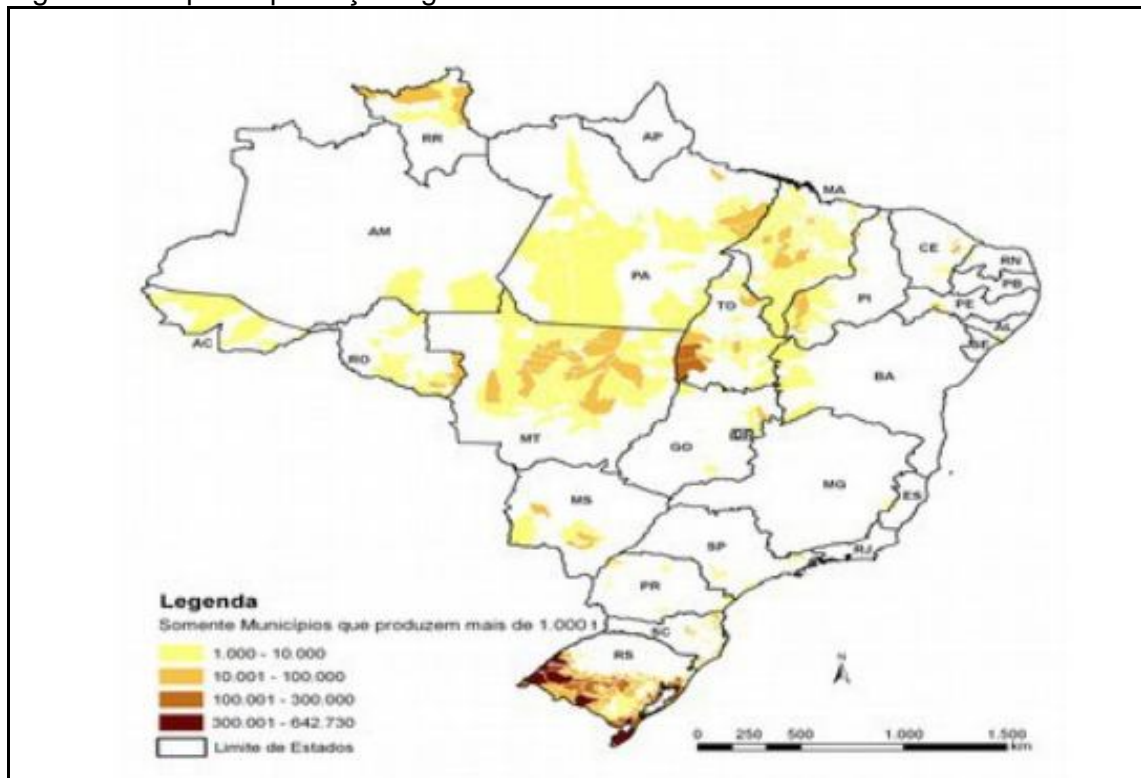 RR
AP
AM
PA
MA
CE
RN
PB
PE
AL
SE
PI
TO
AC
RO
BA
MT
GO
DF
MG
ES
MS
SP
RJ
PR
SC
RS
Legenda
Somente Municípios que produzem mais de 1.000 t
1.000 - 10.000
10.001 - 100.000
100.001 - 300.000
300.001 - 642.730
Limite de Estados
N
0 250 500 1.000 1.500
km